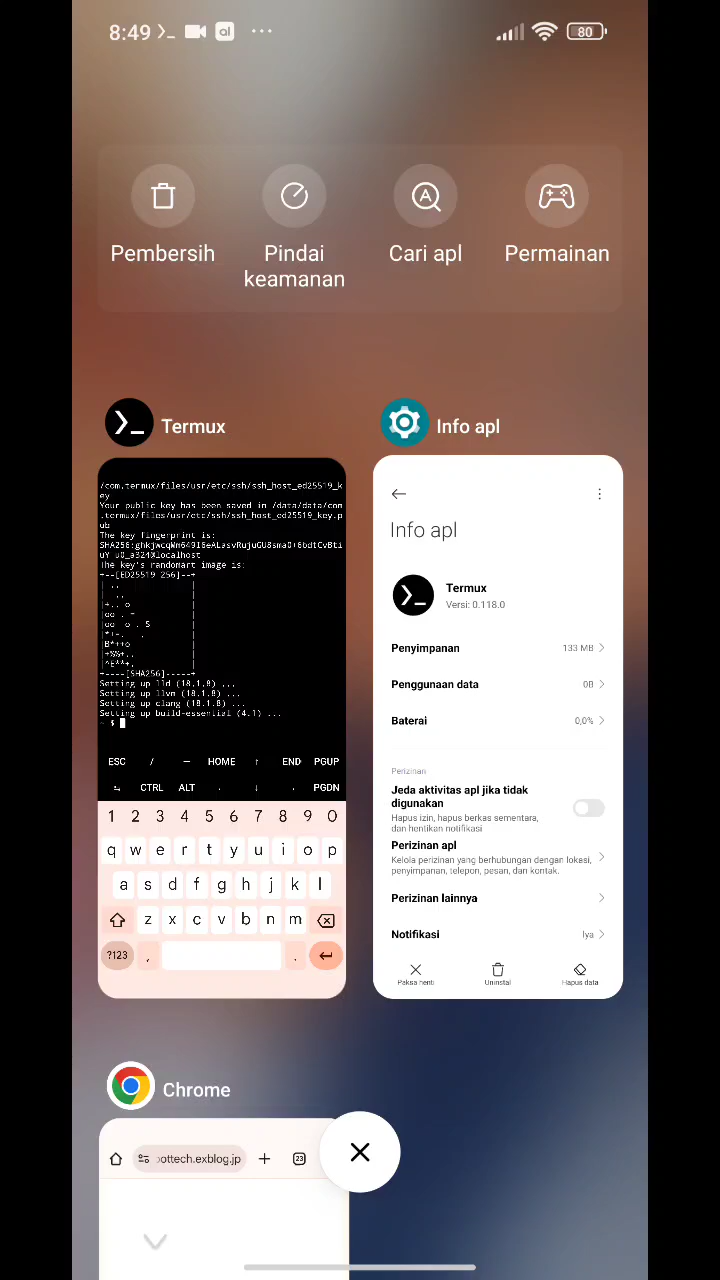 8:49
80
Pembersih
Pindai keamanan
Cari apl
Permainan
Termux
/com.termux/files/usr/etc/ssh/ssh_host_ed25519_k
ey
Your public key has been saved in /data/data/com
.termux/files/usr/etc/ssh/ssh_host_ed25519_key.p
ub
The key fingerprint is:
uY u0_a324@localhost
The key's randomart image is:
+--[ED25519 256]--+
+----[SHA256]-----+
Setting up lld (18.1.8) ...
Setting up llvm (18.1.8) ...
Setting up clang (18.1.8) ...
Setting up build-essential (4.1) ...
~ $
ESC / — HOME ↑ END PGUP
CTRL ALT ↓ PGDN
1 2 3 4 5 6 7 8 9 0
q w e r t y u i o p
a s d f g h j k l
z x c v b n m
?123 , .
Info apl
Info apl
Termux
Versi: 0.118.0
Penyimpanan 133 MB
Penggunaan data 0B
Baterai 0,0%
Perizinan
Jeda aktivitas apl jika tidak
digunakan
Hapus izin, hapus berkas sementara,
dan hentikan notifikasi
Perizinan apl
Kelola perizinan yang berhubungan dengan lokasi,
penyimpanan, telepon, pesan, dan kontak.
Perizinan lainnya
Notifikasi Iya
Paksa henti Uninstal Hapus data
Chrome
ottech.exblog.jp
23